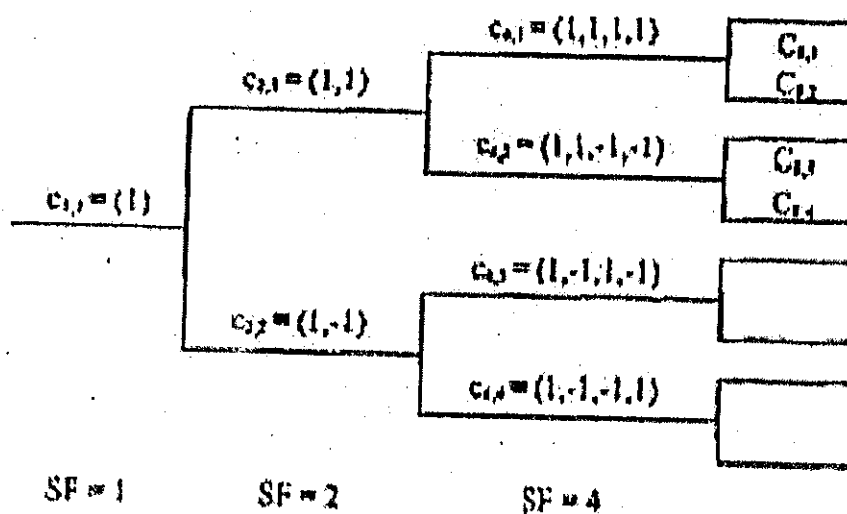 c4,1 = (1,1,1,1)
C8,1
c2,1 = (1,1)
C8,2
c4,2 = (1,1,-1,-1)
C8,3
c1,1 = (1)
C8,4
c4,3 = (1,-1,1,-1)
c2,2 = (1,-1)
c4,4 = (1,-1,-1,1)
SF = 1 SF = 2 SF = 4